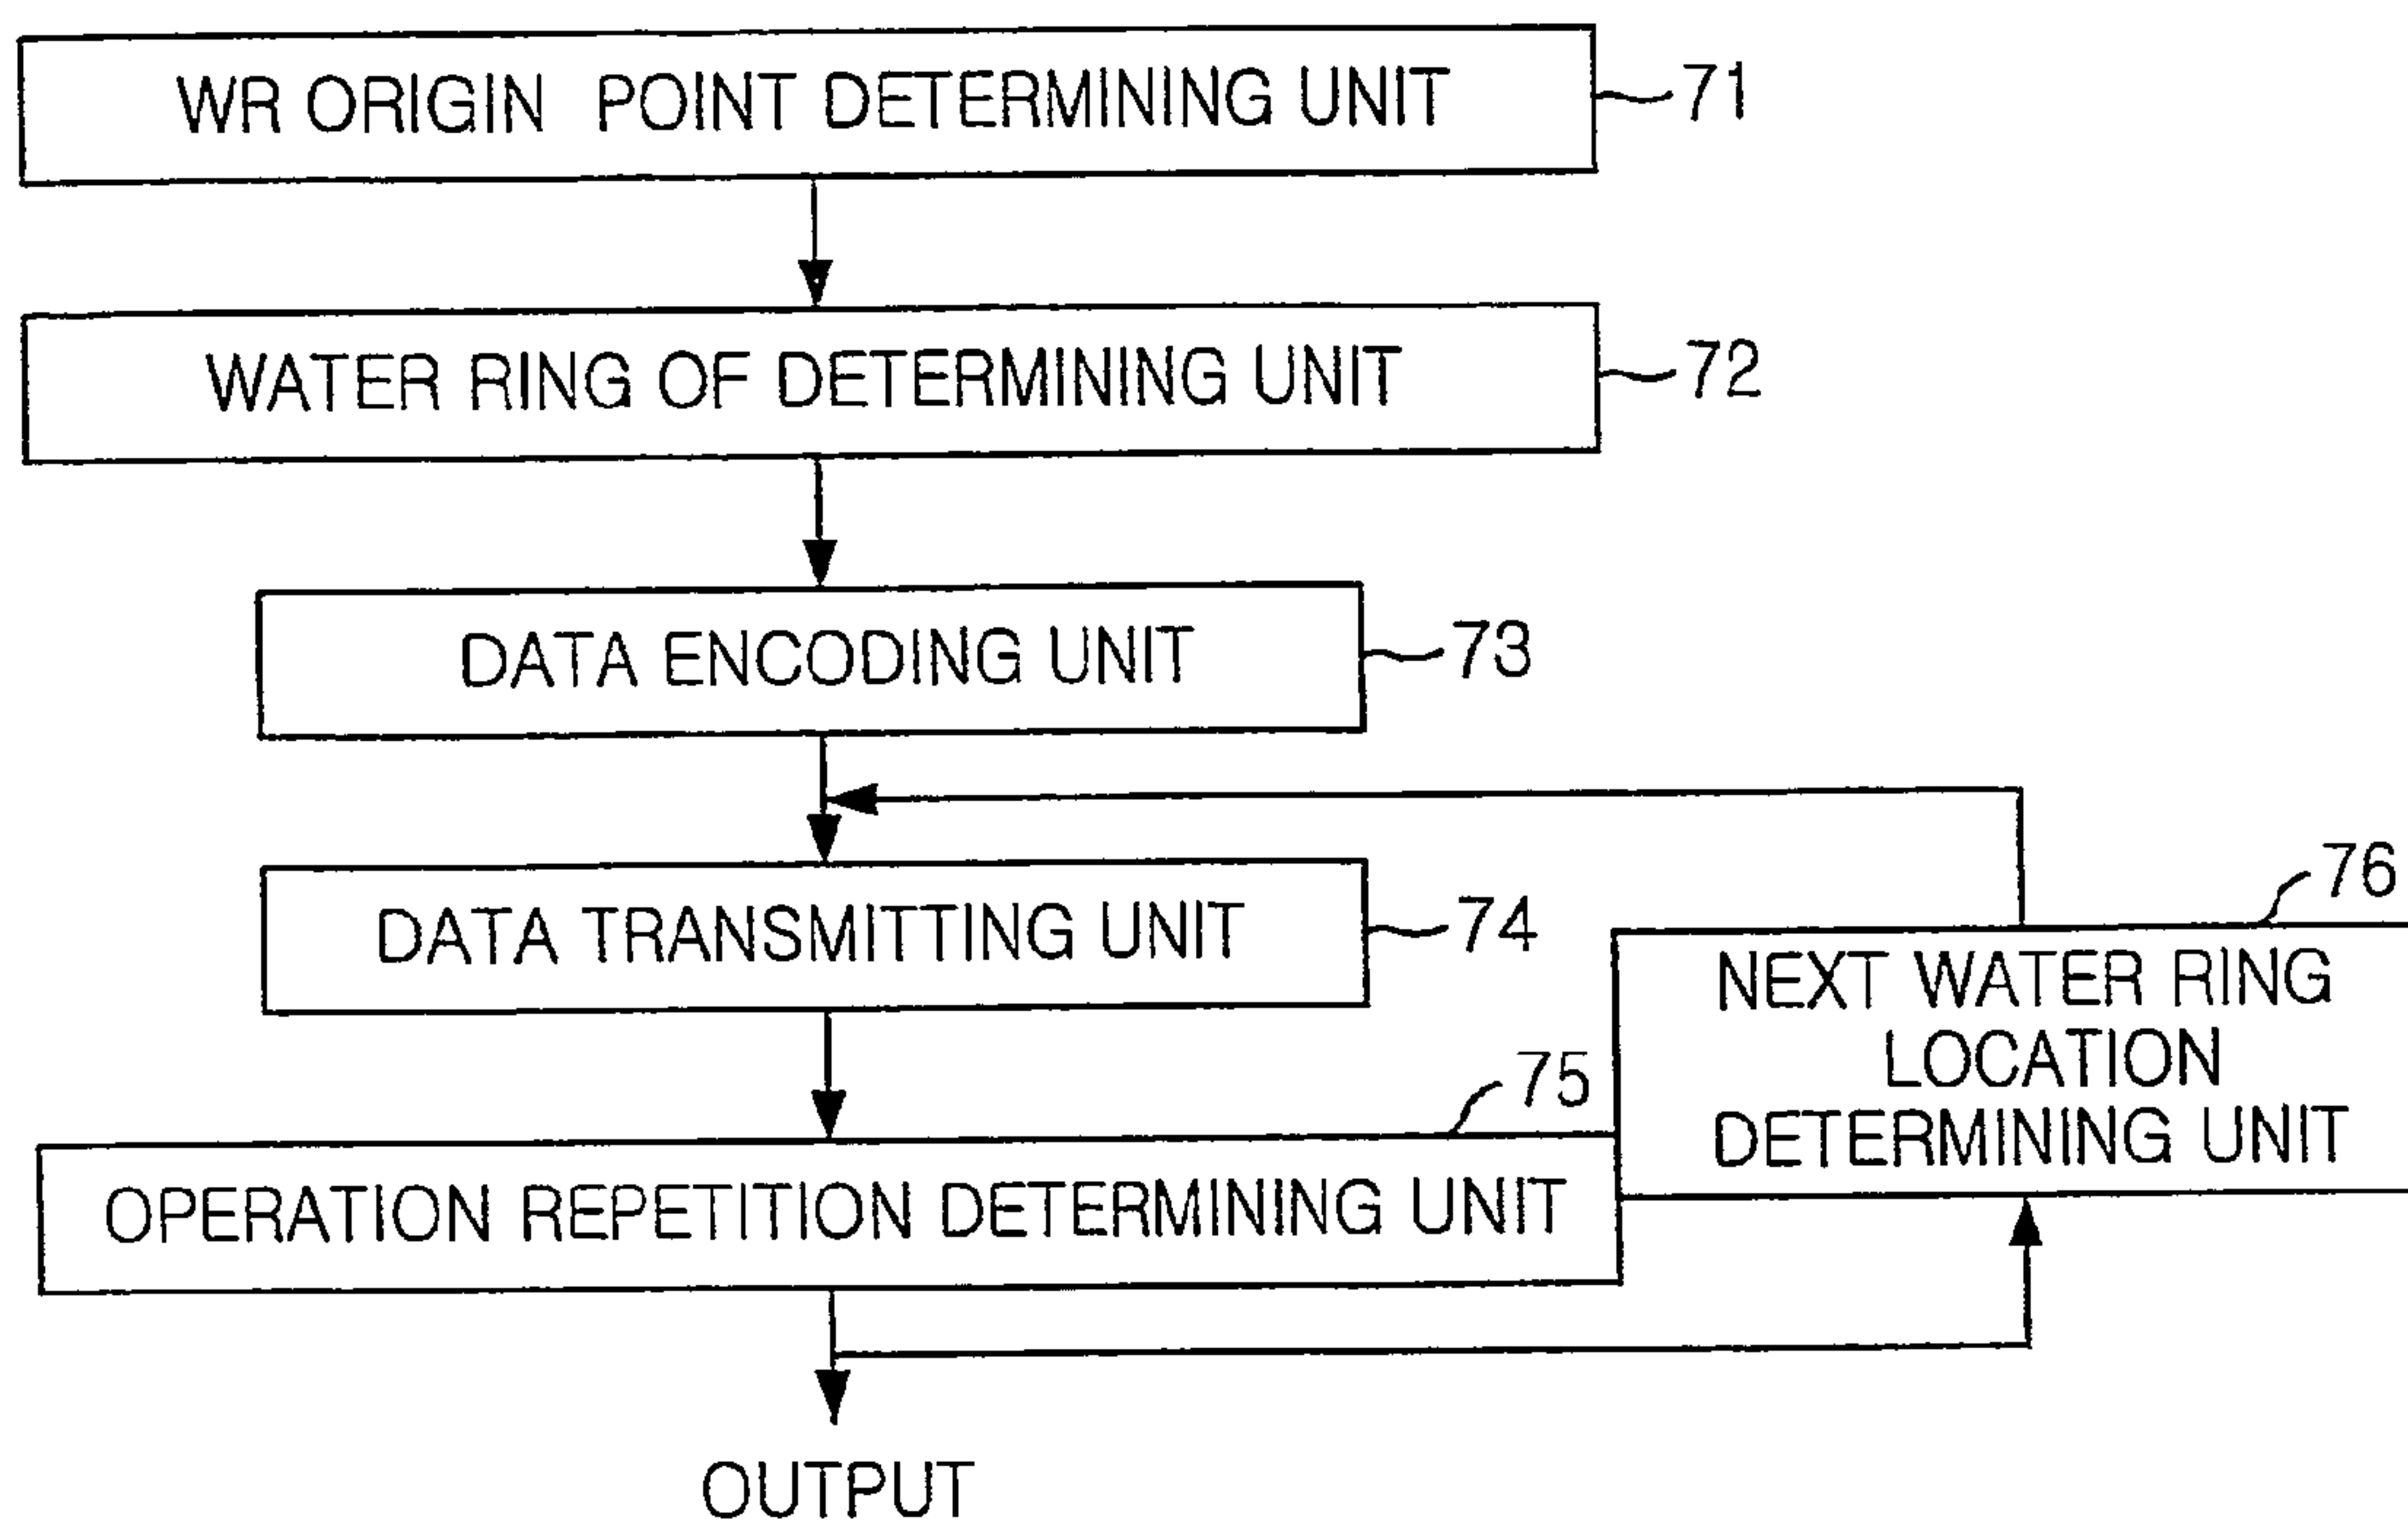 WR ORIGIN POINT DETERMINING UNIT
71
WATER RING OF DETERMINING UNIT
72
DATA ENCODING UNIT
73
DATA TRANSMITTING UNIT
74
76
NEXT WATER RING
LOCATION
DETERMINING UNIT
75
OPERATION REPETITION DETERMINING UNIT
OUTPUT